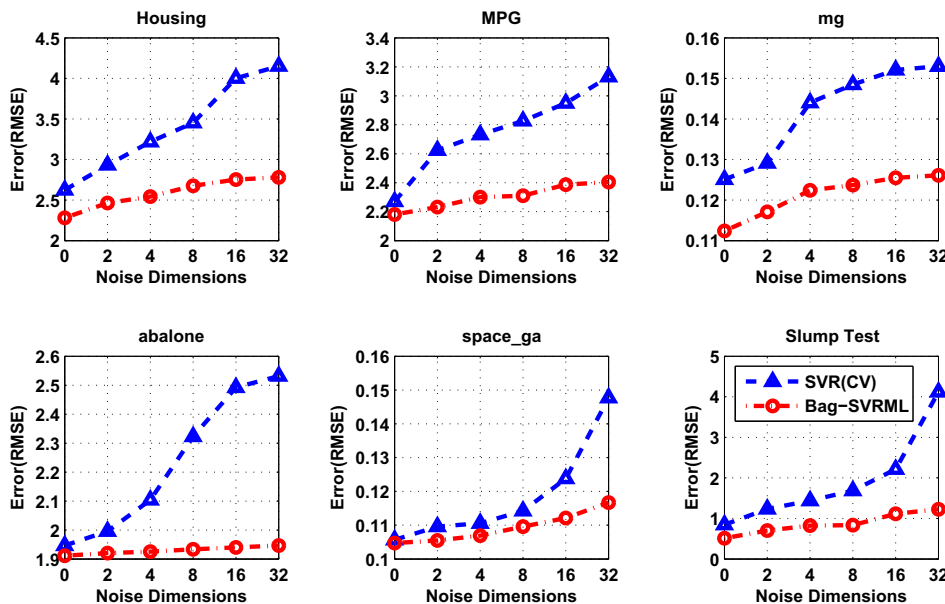 Housing
Error(RMSE)
4.5
4
3.5
3
2.5
2
0 2 4 8 16 32
Noise Dimensions
MPG
Error(RMSE)
3.4
3.2
3
2.8
2.6
2.4
2.2
2
0 2 4 8 16 32
Noise Dimensions
mg
Error(RMSE)
0.16
0.15
0.14
0.13
0.12
0.11
0 2 4 8 16 32
Noise Dimensions
abalone
Error(RMSE)
2.6
2.5
2.4
2.3
2.2
2.1
2
1.9
0 2 4 8 16 32
Noise Dimensions
space_ga
Error(RMSE)
0.16
0.15
0.14
0.13
0.12
0.11
0.1
0 2 4 8 16 32
Noise Dimensions
Slump Test
Error(RMSE)
5
4
3
2
1
0
SVR(CV)
Bag-SVRML
0 2 4 8 16 32
Noise Dimensions